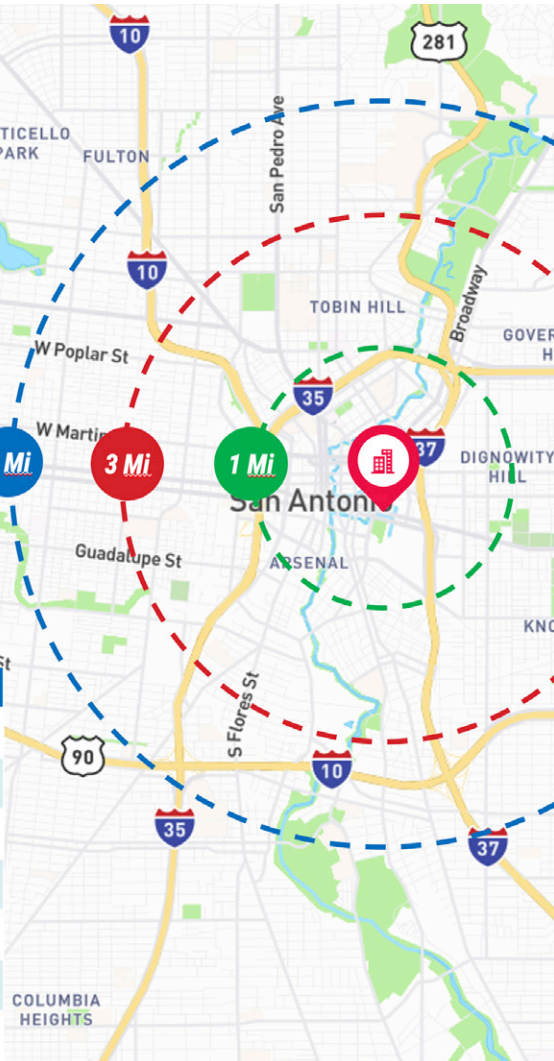 10
281
TICELLO
PARK
FULTON
San Pedro Ave
10
TOBIN HILL
Broadway
GOVER
H
W Poplar St
35
W Martin
Mi
3 Mi
1 Mi
37
DIGNOWITY
HILL
San Antonio
Guadalupe St
ARSENAL
KNO
St
S Flores St
90
10
35
37
COLUMBIA
HEIGHTS